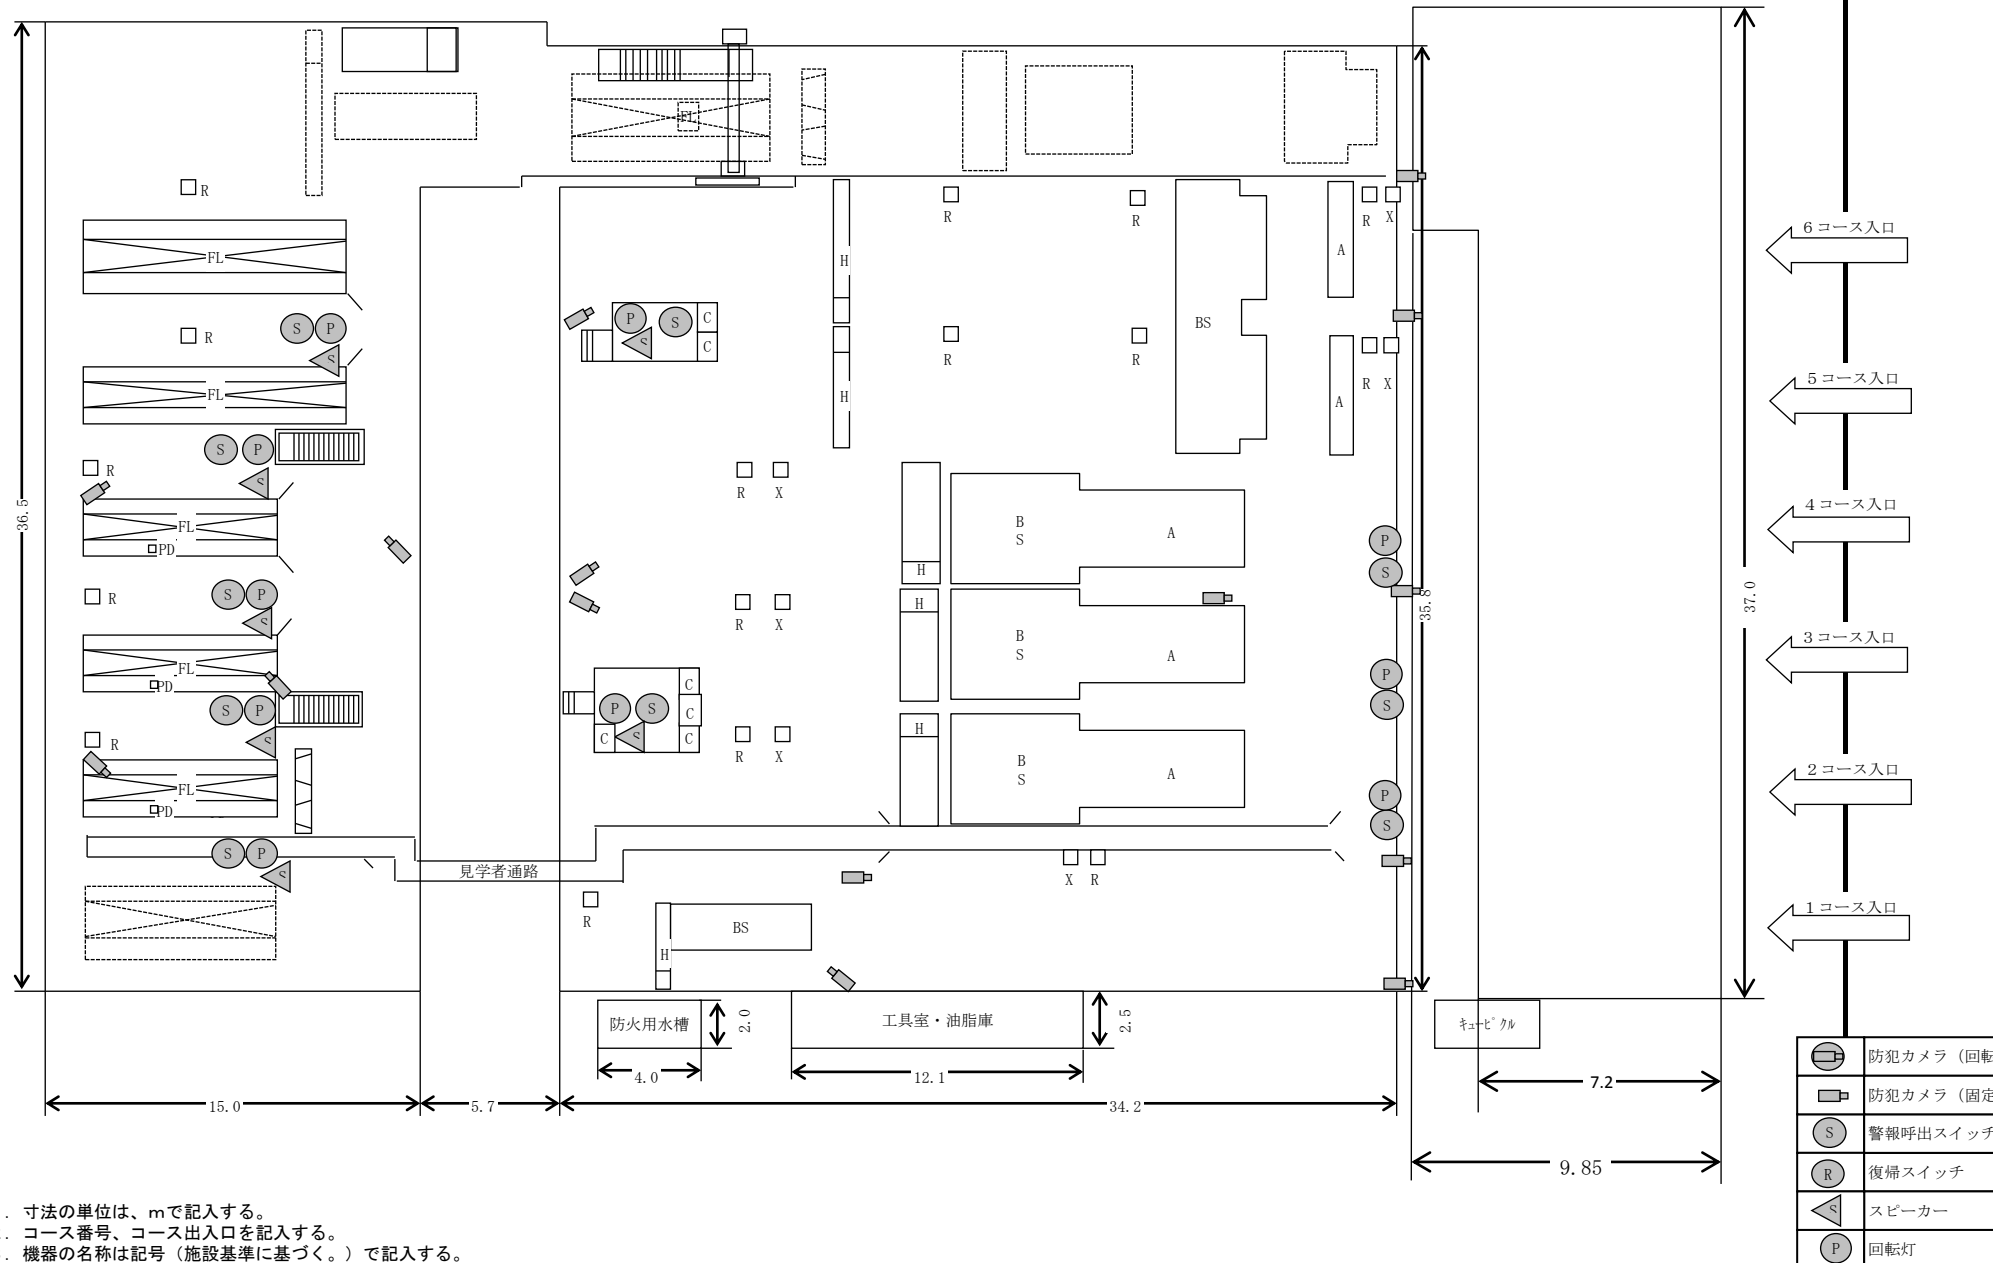 FL
R
R
R
X
6コース入口
FL
H
A
BS
R
S
P
P
S
C
C
S
S
R
R
5コース入口
FL
H
A
R
X
S
P
S
R
R
X
4コース入口
36.5
FL
PD
B
S
A
H
P
S
R
S
P
S
R
X
H
B
S
A
35.8
37.0
3コース入口
FL
PD
S
P
S
R
P
S
S
C
C
C
C
R
X
H
B
S
A
P
S
2コース入口
FL
PD
P
S
S
P
S
見学者通路
X
R
R
BS
H
1コース入口
防火用水槽
2.0
工具室・油脂庫
2.5
キュービクル
4.0
12.1
7.2
15.0
5.7
34.2
9.85
防犯カメラ（回転
防犯カメラ（固定
S
警報呼出スイッチ
R
復帰スイッチ
S
スピーカー
P
回転灯
. 寸法の単位は、mで記入する。
. コース番号、コース出入口を記入する。
. 機器の名称は記号（施設基準に基づく。）で記入する。